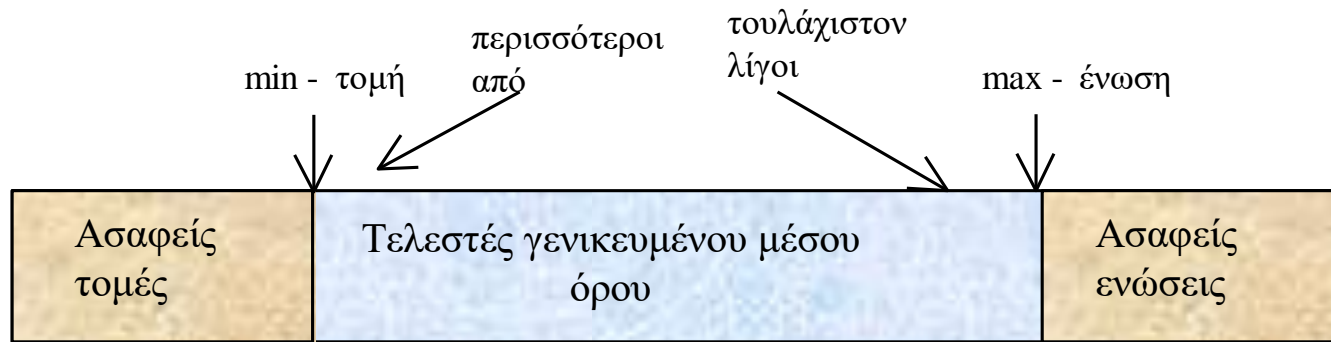 min - τομή
περισσότεροι
από
τουλάχιστον
λίγοι
max - ένωση
Ασαφείς
τομές
Τελεστές γενικευμένου μέσου
όρου
Ασαφείς
ενώσεις